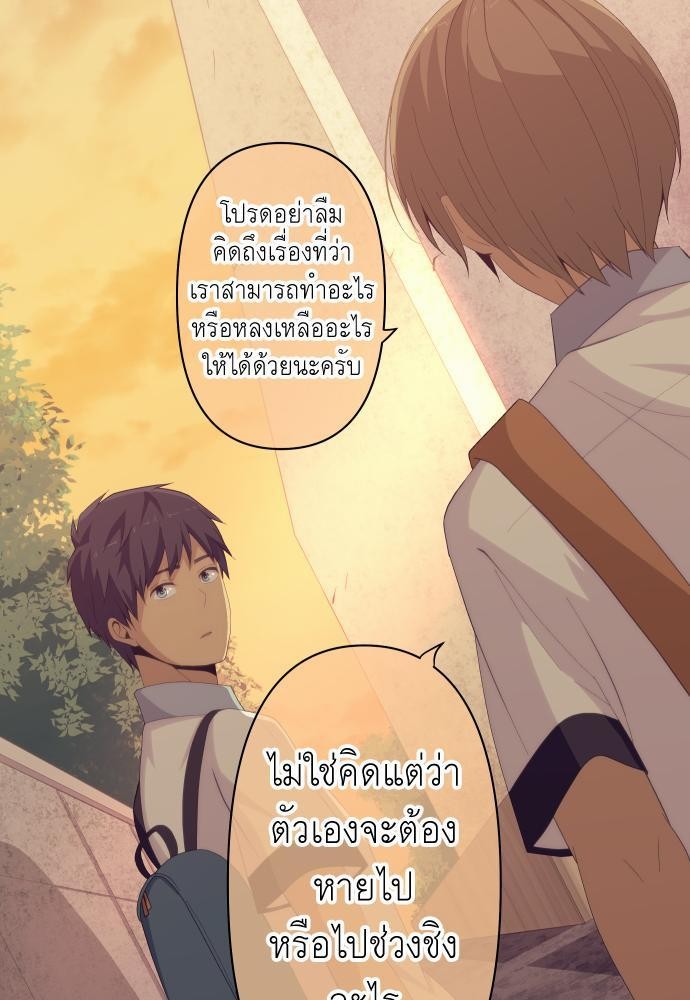 โปรดอย่าลืม
คิดถึงเรื่องที่ว่า
เราสามารถทำอะไร
หรือหลงเหลืออะไร
ให้ได้ด้วยนะครับ
ไม่ใช่คิดแต่ว่า
ตัวเองจะต้อง
หายไป
หรือไปช่วงชิง
อะไร